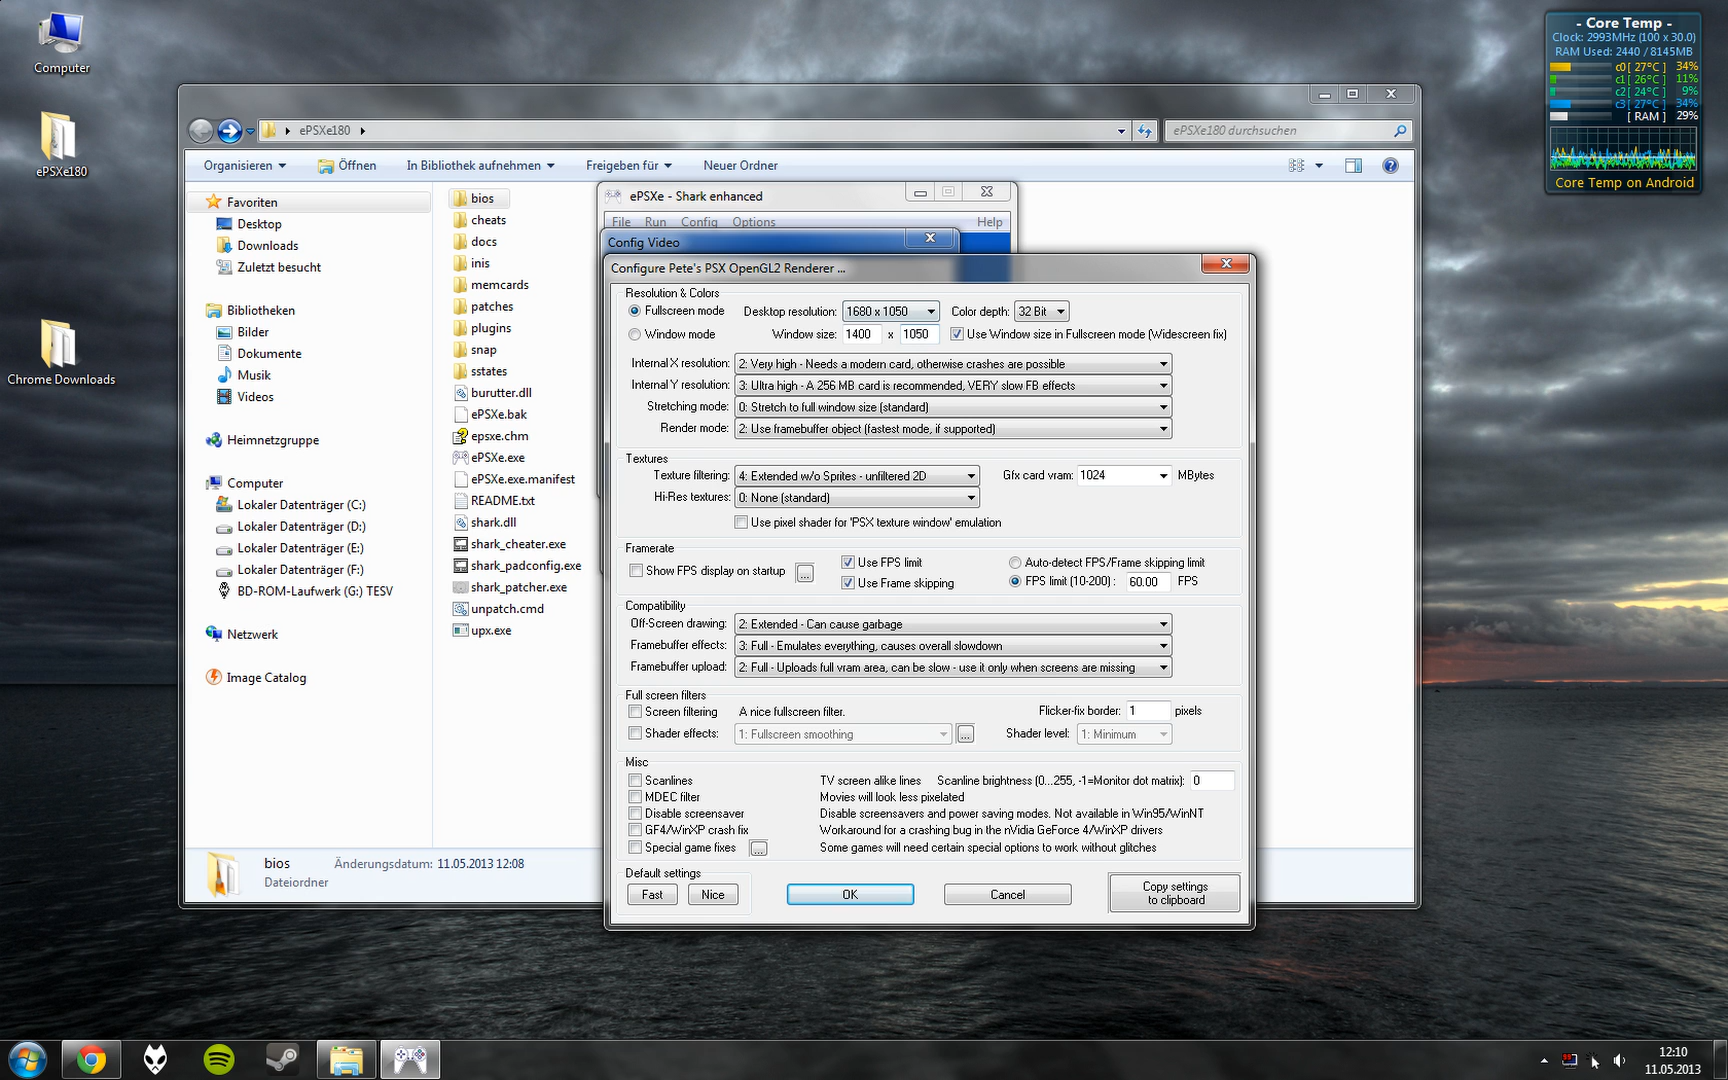 Computer
ePSXe180
Chrome Downloads
- Core Temp -
Clock: 2993MHz (100 x 30.0)
RAM Used: 2440 / 8145MB
c0[ 27°C ] 34%
c1[ 26°C ] 11%
c2[ 24°C ] 9%
c3[ 27°C ] 34%
[ RAM ] 29%
Core Temp on Android
ePSXe180
ePSXe180 durchsuchen
Organisieren
Öffnen
In Bibliothek aufnehmen
Freigeben für
Neuer Ordner
Favoriten
Desktop
Downloads
Zuletzt besucht
Bibliotheken
Bilder
Dokumente
Musik
Videos
Heimnetzgruppe
Computer
Lokaler Datenträger (C:)
Lokaler Datenträger (D:)
Lokaler Datenträger (E:)
Lokaler Datenträger (F:)
BD-ROM-Laufwerk (G:) TESV
Netzwerk
Image Catalog
bios
cheats
docs
inis
memcards
patches
plugins
snap
sstates
burutter.dll
ePSXe.bak
epsxe.chm
ePSXe.exe
ePSXe.exe.manifest
README.txt
shark.dll
shark_cheater.exe
shark_padconfig.exe
shark_patcher.exe
unpatch.cmd
upx.exe
bios
Änderungsdatum: 11.05.2013 12:08
Dateiordner
ePSXe - Shark enhanced
File Run Config Options Help
Config Video
Configure Pete's PSX OpenGL2 Renderer ...
Resolution & Colors
Fullscreen mode Desktop resolution: 1680 x 1050 Color depth: 32 Bit
Window mode Window size: 1400 x 1050 Use Window size in Fullscreen mode (Widescreen fix)
Internal X resolution: 2: Very high - Needs a modern card, otherwise crashes are possible
Internal Y resolution: 3: Ultra high - A 256 MB card is recommended, VERY slow FB effects
Stretching mode: 0: Stretch to full window size (standard)
Render mode: 2: Use framebuffer object (fastest mode, if supported)
Textures
Texture filtering: 4: Extended w/o Sprites - unfiltered 2D Gfx card vram: 1024 MBytes
Hi-Res textures: 0: None (standard)
Use pixel shader for 'PSX texture window' emulation
Framerate
Show FPS display on startup ...
Use FPS limit
Use Frame skipping
Auto-detect FPS/Frame skipping limit
FPS limit (10-200) : 60.00 FPS
Compatibility
Off-Screen drawing: 2: Extended - Can cause garbage
Framebuffer effects: 3: Full - Emulates everything, causes overall slowdown
Framebuffer upload: 2: Full - Uploads full vram area, can be slow - use it only when screens are missing
Full screen filters
Screen filtering A nice fullscreen filter. Flicker-fix border: 1 pixels
Shader effects: 1: Fullscreen smoothing ... Shader level: 1: Minimum
Misc
Scanlines TV screen alike lines Scanline brightness (0...255, -1=Monitor dot matrix): 0
MDEC filter Movies will look less pixelated
Disable screensaver Disable screensavers and power saving modes. Not available in Win95/WinNT
GF4/WinXP crash fix Workaround for a crashing bug in the nVidia GeForce 4/WinXP drivers
Special game fixes ... Some games will need certain special options to work without glitches
Default settings
Fast Nice OK Cancel Copy settings
to clipboard
12:10
11.05.2013